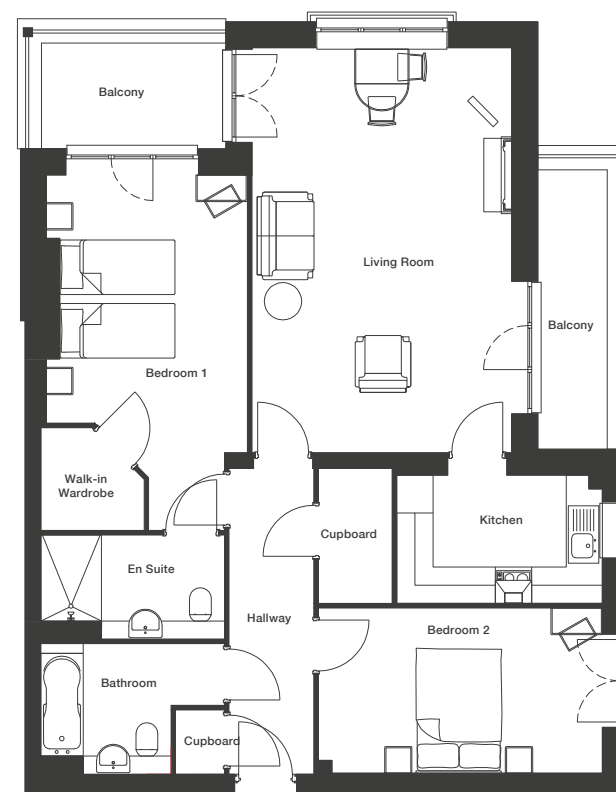 Balcony
Living Room
Balcony
Bedroom 1
Walk-in
Wardrobe
Kitchen
Cupboard
En Suite
Hallway
Bedroom 2
Bathroom
Cupboard